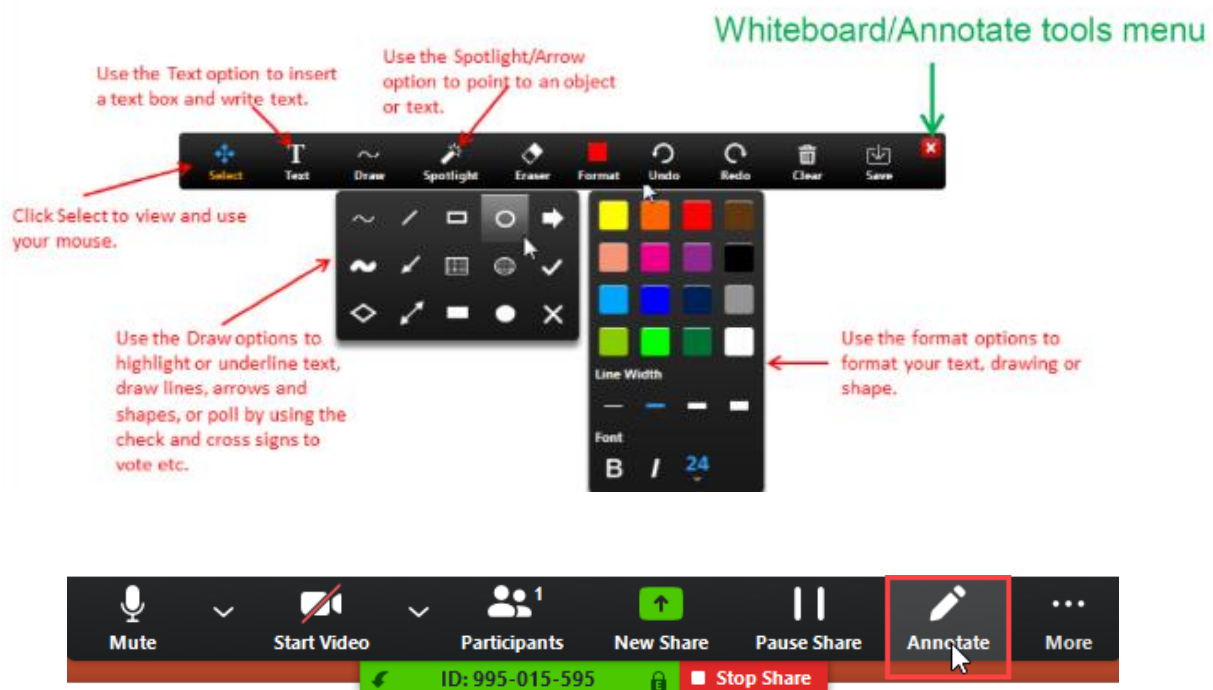 Whiteboard/Annotate tools menu
Use the Text option to insert
a text box and write text.
Use the Spotlight/Arrow
option to point to an object
or text.
T
Select Text Draw Spotlight Eraser Format Undo Redo Clear Save
Click Select to view and use
your mouse.
Use the Draw options to
highlight or underline text,
draw lines, arrows and
shapes, or poll by using the
check and cross signs to
vote etc.
Line Width
Font
B I 24
Use the format options to
format your text, drawing or
shape.
1
Mute Start Video Participants New Share Pause Share Annotate More
ID: 995-015-595 E Stop Share